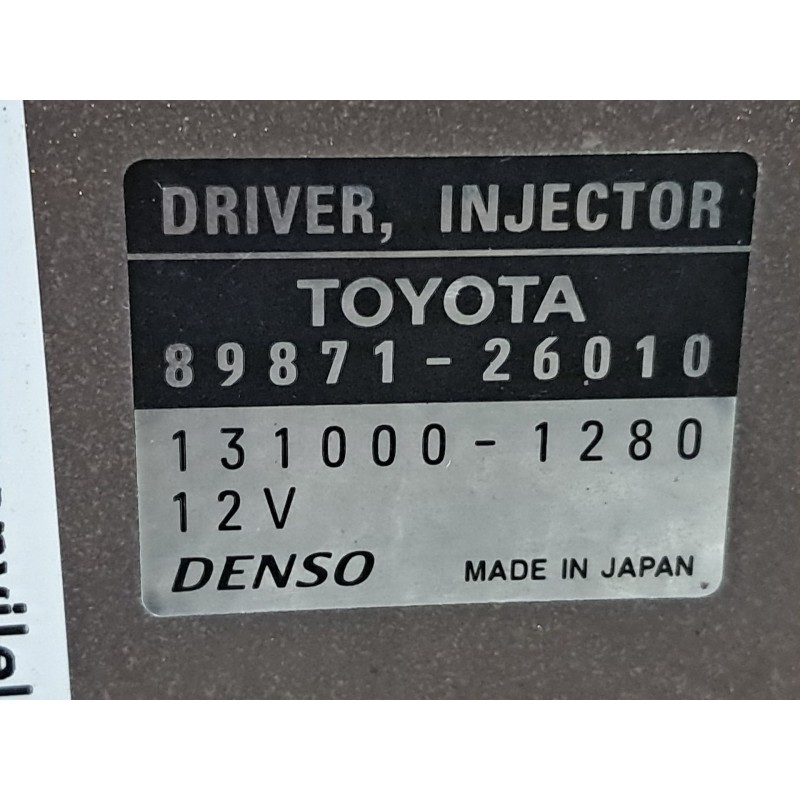 DRIVER, INJECTOR
TOYOTA
89871-26010
131000-1280
12V
DENSO
MADE IN JAPAN